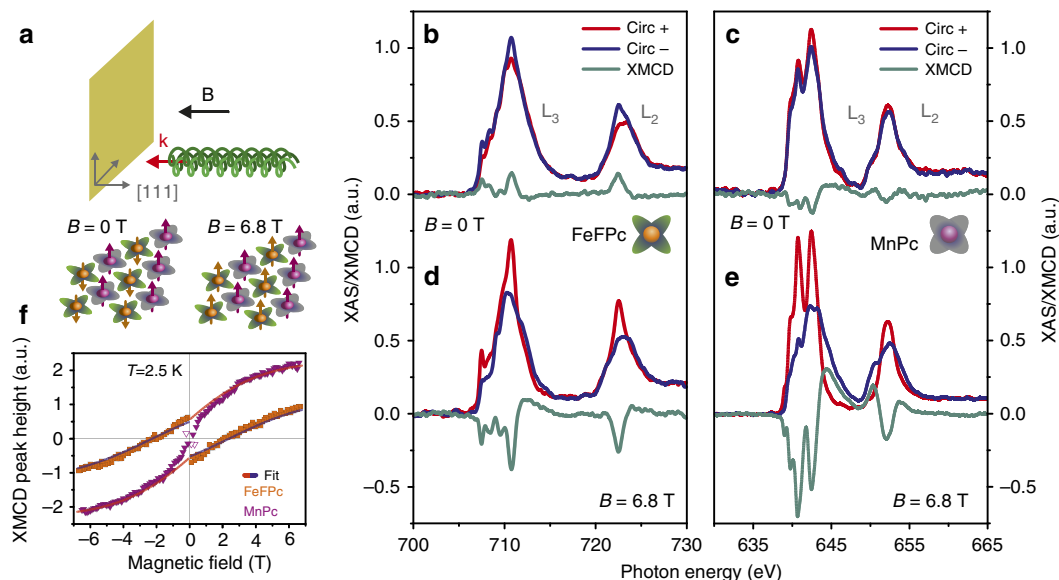 a
B
k
[111]
B = 0 T
B = 6.8 T
b
Circ +
Circ –
XMCD
L3
L2
1.0
0.5
0.0
B = 0 T
FeFPc
XAS/XMCD (a.u.)
c
Circ +
Circ –
XMCD
L3
L2
1.0
0.5
0.0
B = 0 T
MnPc
XAS/XMCD (a.u.)
d
1.0
0.5
0.0
–0.5
B = 6.8 T
700 710 720 730
e
1.0
0.5
0.0
–0.5
B = 6.8 T
635 645 655 665
Photon energy (eV)
f
XMCD peak height (a.u.)
T=2.5 K
2
1
0
–1
–2
Fit
FeFPc
MnPc
–6 –4 –2 0 2 4 6
Magnetic field (T)